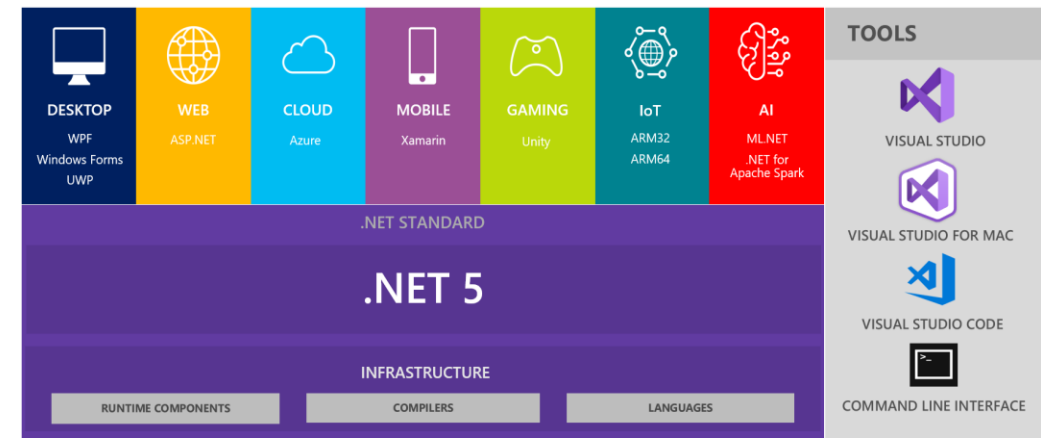 DESKTOP
WPF
Windows Forms
UWP
WEB
ASP.NET
CLOUD
Azure
MOBILE
Xamarin
GAMING
Unity
IoT
ARM32
ARM64
AI
ML.NET
.NET for
Apache Spark
.NET STANDARD
.NET 5
INFRASTRUCTURE
RUNTIME COMPONENTS
COMPILERS
LANGUAGES
TOOLS
VISUAL STUDIO
VISUAL STUDIO FOR MAC
VISUAL STUDIO CODE
>_
COMMAND LINE INTERFACE